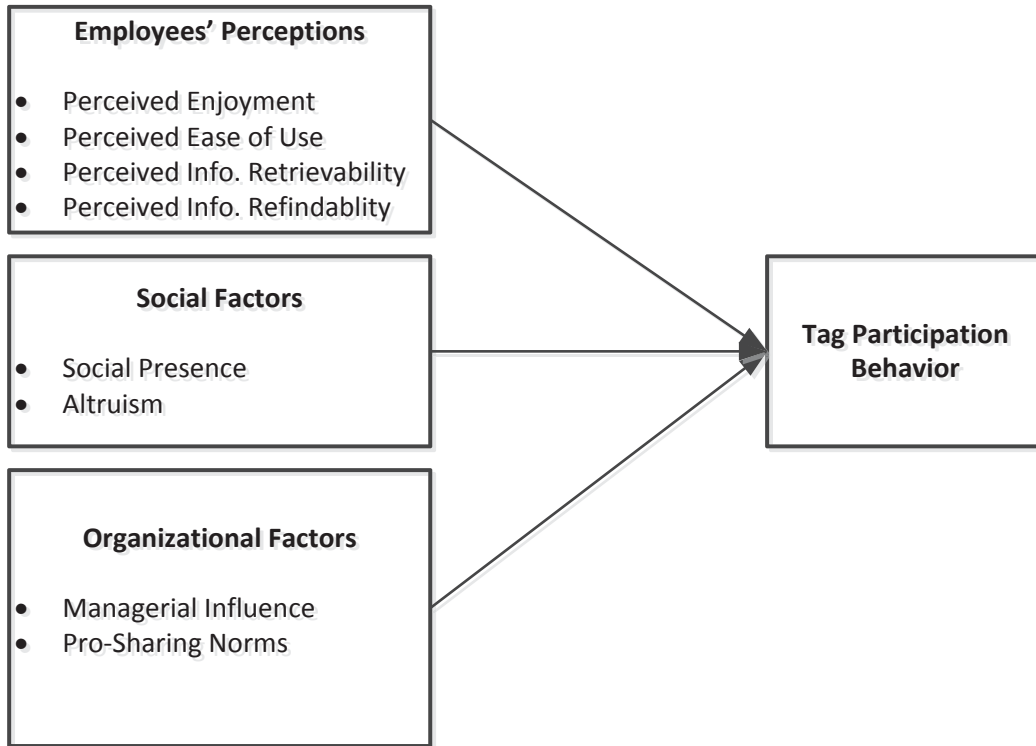 Employees’ Perceptions
• Perceived Enjoyment
• Perceived Ease of Use
• Perceived Info. Retrievability
• Perceived Info. Refindablity
Social Factors
• Social Presence
• Altruism
Organizational Factors
• Managerial Influence
• Pro-Sharing Norms
Tag Participation
Behavior